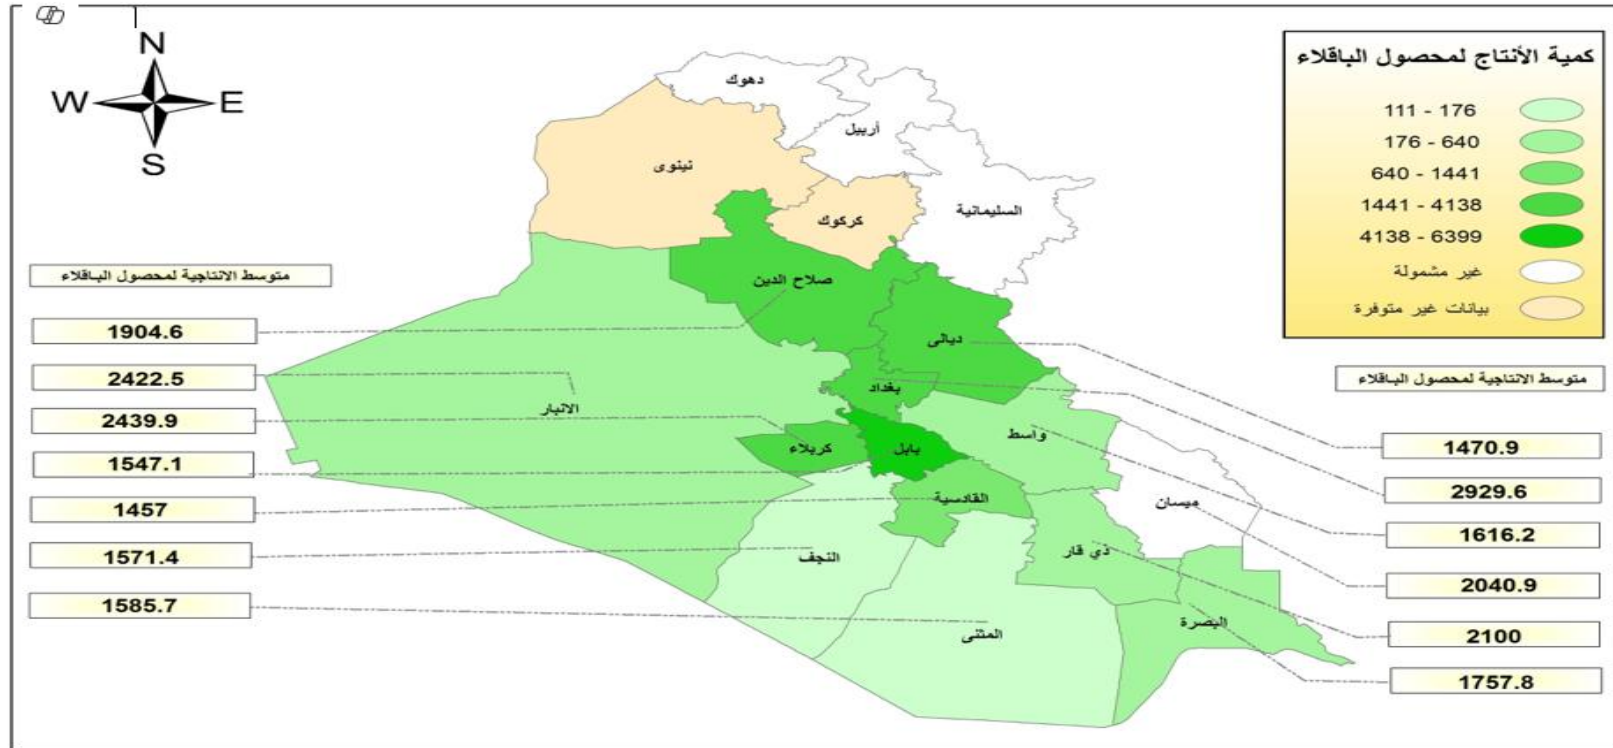 N
W E
S
كمية الأنتاج لمحصول الباقلاء
111 - 176
176 - 640
640 - 1441
1441 - 4138
4138 - 6399
غير مشمولة
بيانات غير متوفرة
دهوك
أربيل
نينوى
كركوك
السليمانية
صلاح الدين
ديالى
بغداد
الانبار
واسط
كربلاء
بابل
القادسية
ميسان
النجف
ذي قار
البصرة
المثنى
متوسط الانتاجية لمحصول الباقلاء
1904.6
2422.5
2439.9
1547.1
1457
1571.4
1585.7
متوسط الانتاجية لمحصول الباقلاء
1470.9
2929.6
1616.2
2040.9
2100
1757.8